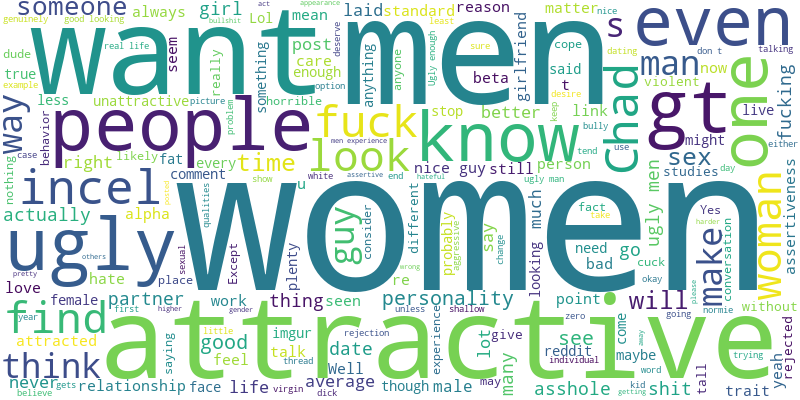 genuinely
good looking
someone
bullshit
act
appearance
nice
Lol
always
girl
mean
laid
standard
reason
matter
s
even
want
men
dude
real life
seem
something
post
care
enough
anything
anyone
Ugly enough
girlfriend
cope
said
t
beta
sure
dating
man
don t
talking
now
true
example
less
unattractive
really
picture
problem
horrible
option
deserve
at least
desire
keep
bully
stop
better
link
violent
chad
gt
live
fucking
either
one
way
behavior
case
nothing
people
fuck
know
right
likely
fat
every
time
look
men experience
nice guy
still
person
tend
use
might
day
sex
studies
incel
comment
show
white
assertive
end
hateful
ugly man
actually
alpha
posted
qualities
u
women
guy
consider
different
much
probably
aggressive
say
change
looking
fact
take
need
go
bad
cuck
okay
ugly men
woman
make
Yes
harder
conversation
assertiveness
please
without
normie
ugly
others
pretty
hate
love
year
female
place
sexual
Except
plenty
re
wrong
find
partner
work
thing
seen
personality
unless
shallow
zero
point
will
going
attracted
first
higher
gender
attractive
imgur
rejection
experience
lot
give
see
reddit
individual
come
maybe
away
word
trying
yeah
rejected
think
saying
good
feel
little
talk
thread
date
Well
many
never
gets
believe
relationship
face
virgin
life
average
dick
though
male
may
asshole
kid
getting
shit
tall
trait